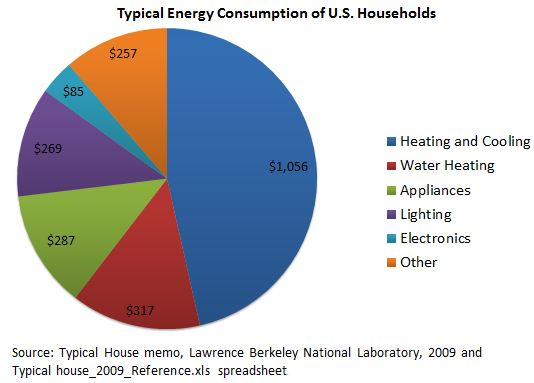 Typical Energy Consumption of U.S. Households
$257
$85
$269
$1,056
$287
$317
Heating and Cooling
Water Heating
Appliances
Lighting
Electronics
Other
Source: Typical House memo, Lawrence Berkeley National Laboratory, 2009 and
Typical house_2009_Reference.xls spreadsheet